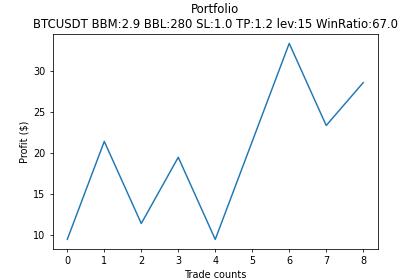 Portfolio
BTCUSDT BBM:2.9 BBL:280 SL:1.0 TP:1.2 lev:15 WinRatio:67.0
Profit ($)
30
25
20
15
10
0 1 2 3 4 5 6 7 8
Trade counts